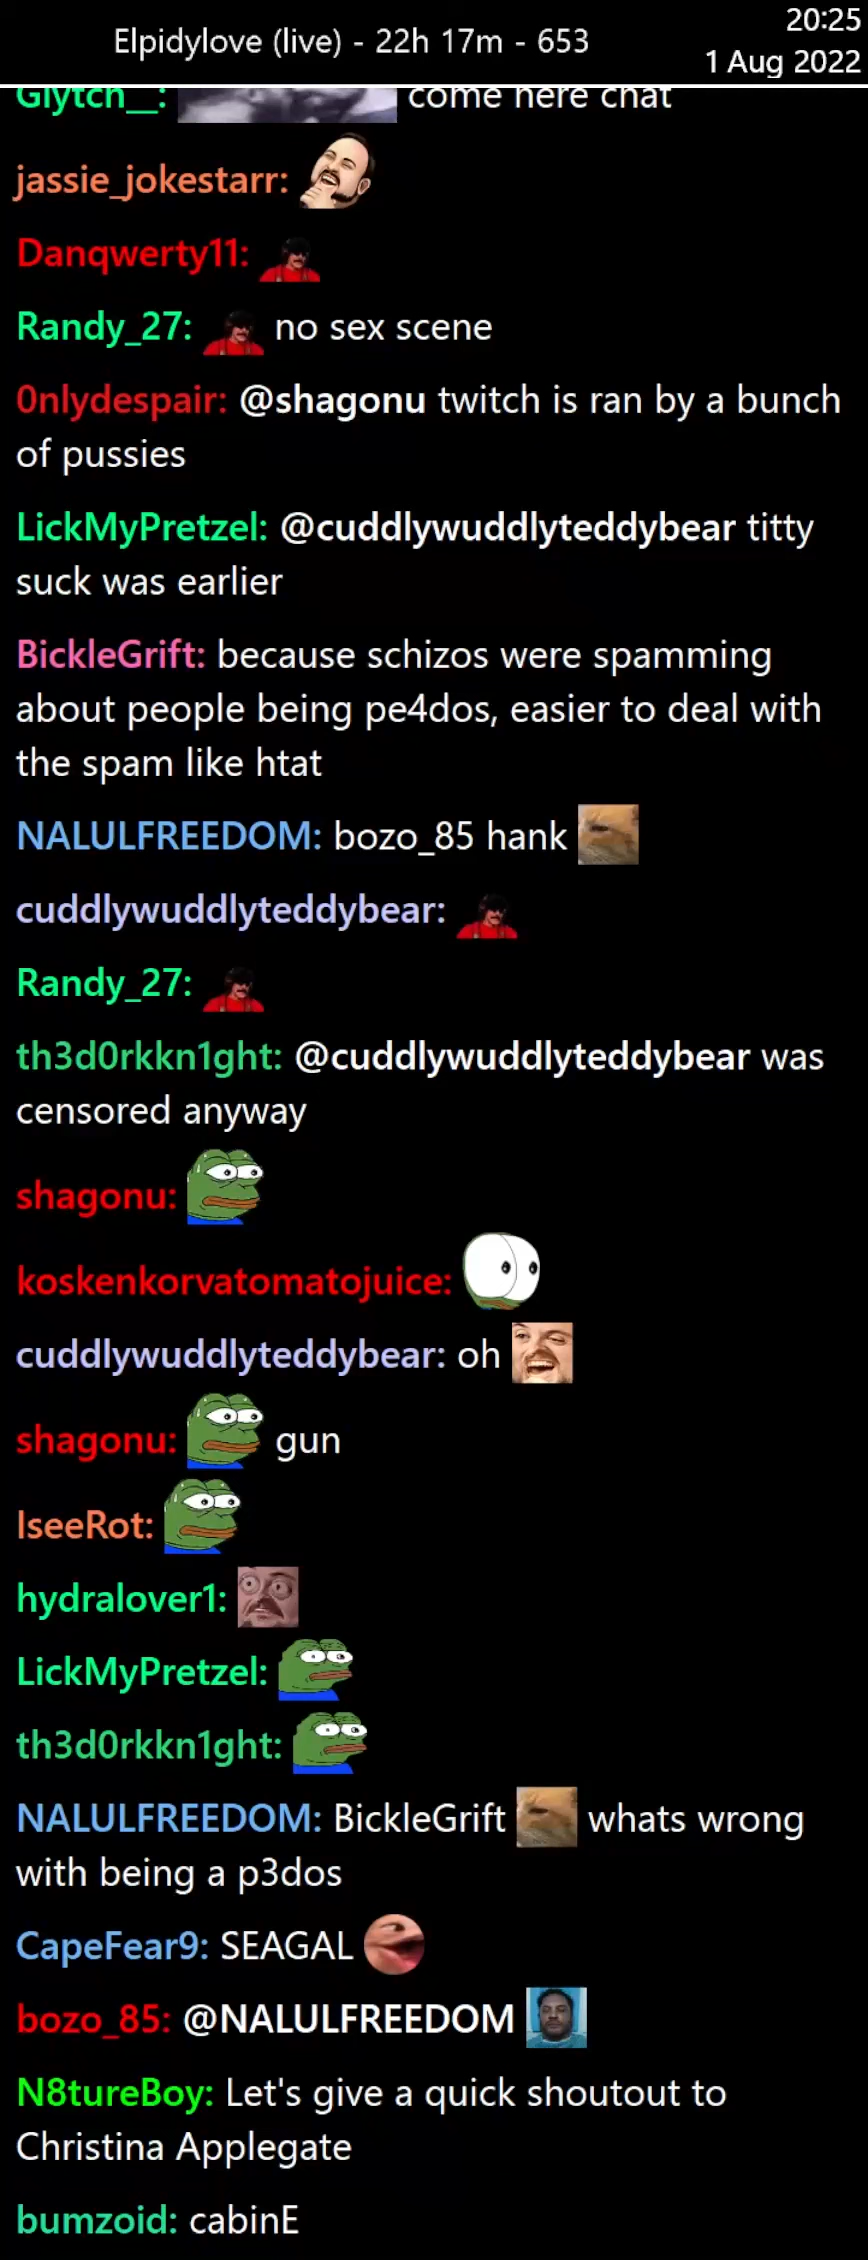 Elpidylove (live) - 22h 17m - 653
20:25
1 Aug 2022
Glytch__: come here chat
jassie_jokestarr:
Danqwerty11:
Randy_27: no sex scene
0nlydespair: @shagonu twitch is ran by a bunch
of pussies
LickMyPretzel: @cuddlywuddlyteddybear titty
suck was earlier
BickleGrift: because schizos were spamming
about people being pe4dos, easier to deal with
the spam like htat
NALULFREEDOM: bozo_85 hank
cuddlywuddlyteddybear:
Randy_27:
th3d0rkkn1ght: @cuddlywuddlyteddybear was
censored anyway
shagonu:
koskenkorvatomatojuice:
cuddlywuddlyteddybear: oh
shagonu: gun
IseeRot:
hydralover1:
LickMyPretzel:
th3d0rkkn1ght:
NALULFREEDOM: BickleGrift whats wrong
with being a p3dos
CapeFear9: SEAGAL
bozo_85: @NALULFREEDOM
N8tureBoy: Let's give a quick shoutout to
Christina Applegate
bumzoid: cabinE